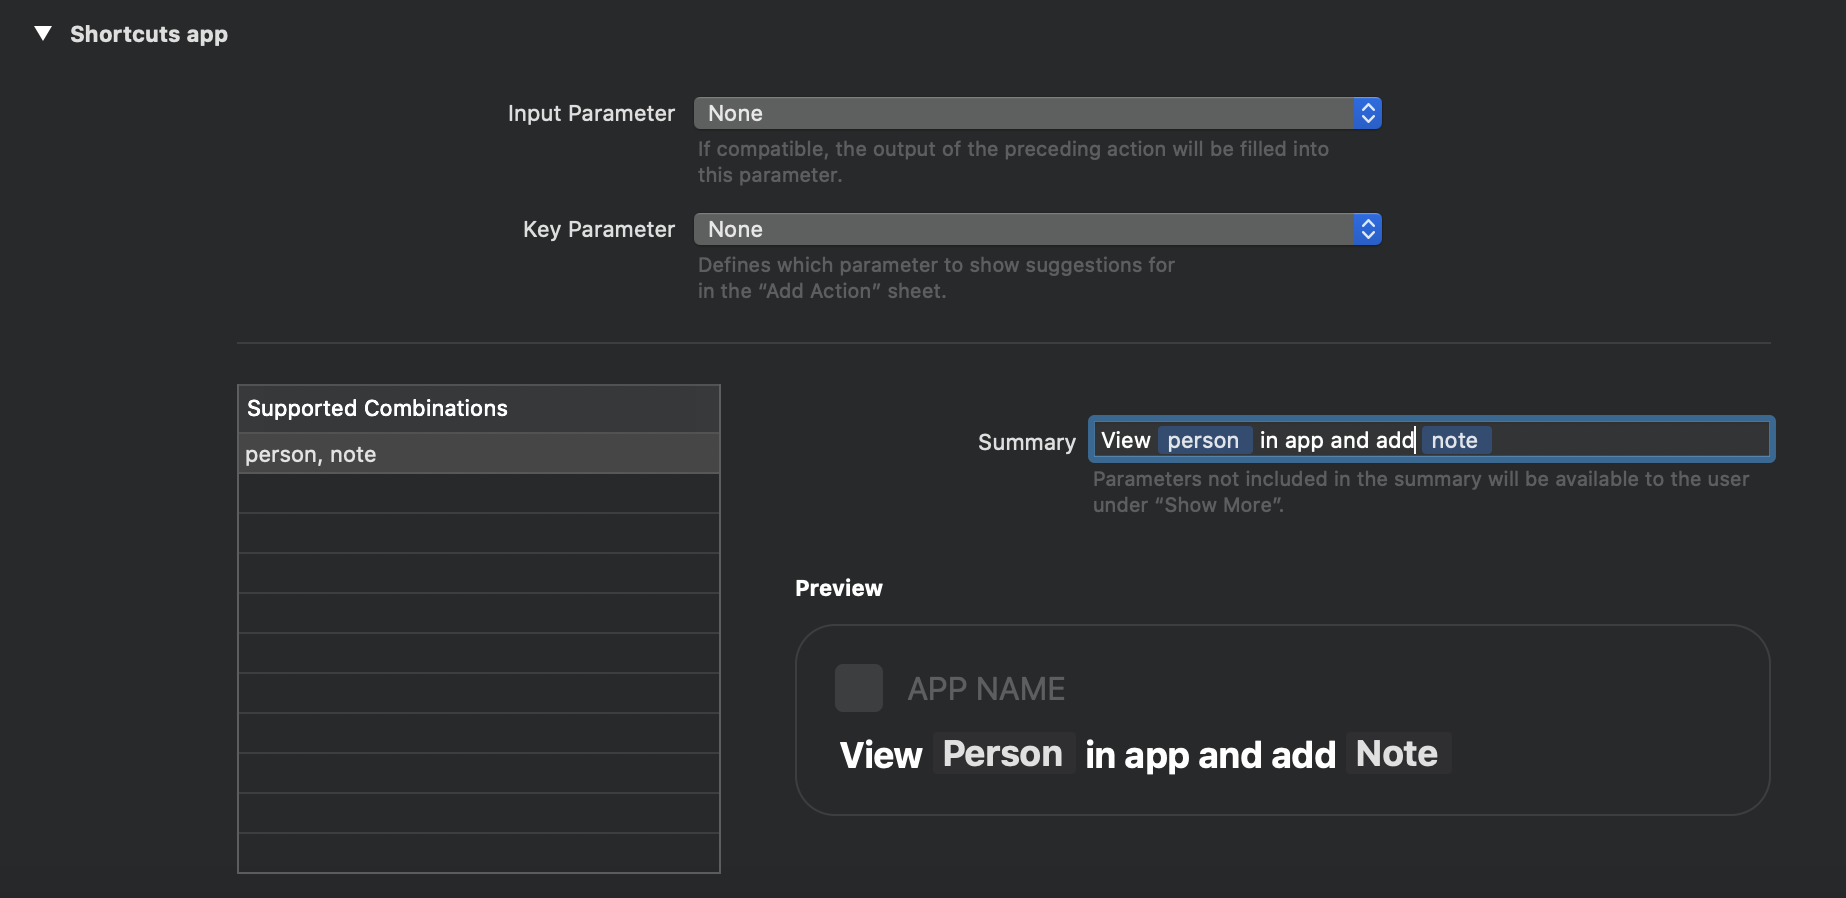 Shortcuts app
Input Parameter None
If compatible, the output of the preceding action will be filled into
this parameter.
Key Parameter None
Defines which parameter to show suggestions for
in the “Add Action” sheet.
Supported Combinations
person, note
Summary View person in app and add note
Parameters not included in the summary will be available to the user
under “Show More”.
Preview
APP NAME
View Person in app and add Note